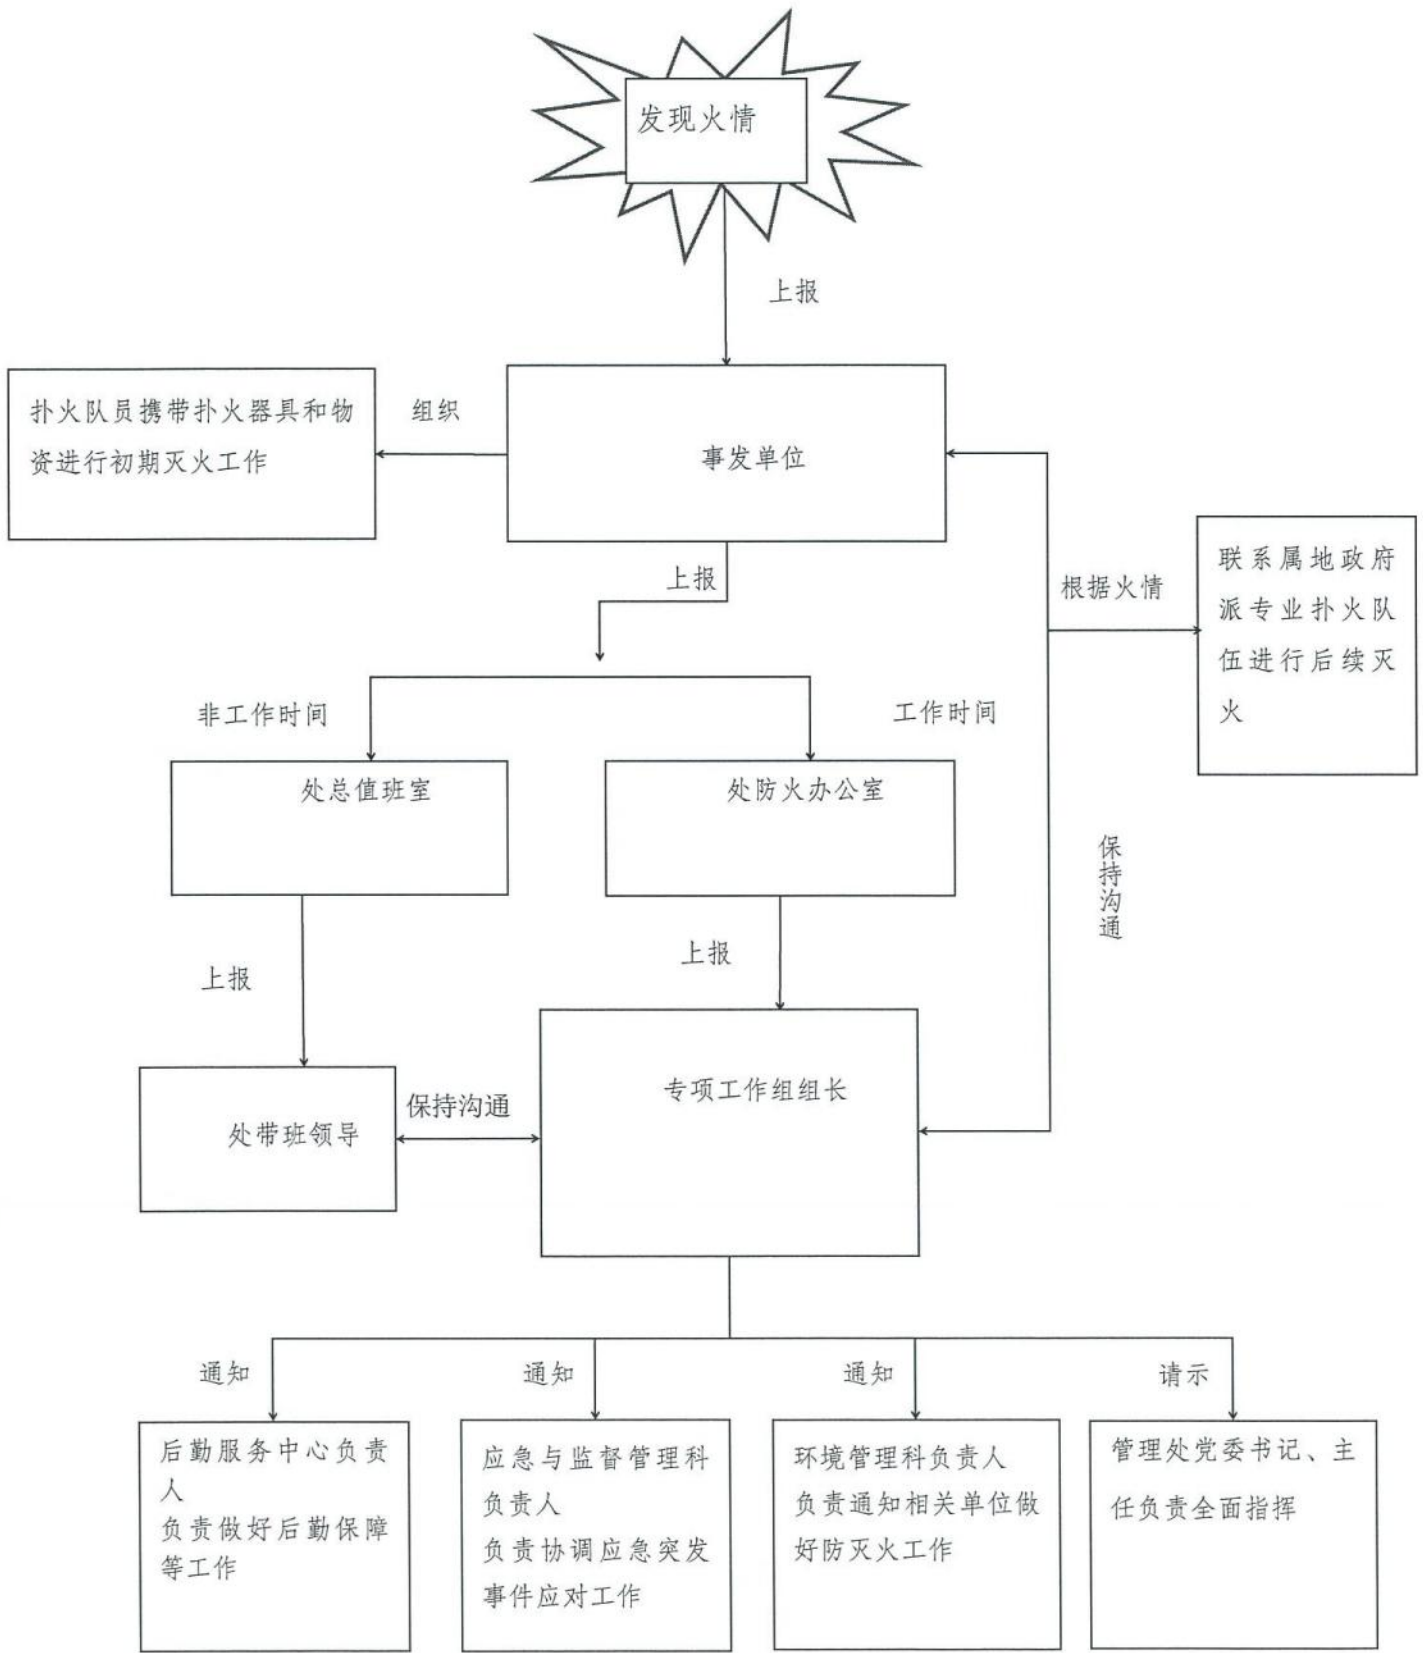 发现火情
上报
扑火队员携带扑火器具和物
资进行初期灭火工作
组织
事发单位
上报
根据火情
联系属地政府
派专业扑火队
伍进行后续灭
火
非工作时间
工作时间
处总值班室
处防火办公室
保持沟通
上报
上报
处带班领导
保持沟通
专项工作组组长
通知
通知
通知
请示
后勤服务中心负责
人
负责做好后勤保障
等工作
应急与监督管理科
负责人
负责协调应急突发
事件应对工作
环境管理科负责人
负责通知相关单位做
好防灭火工作
管理处党委书记、主
任负责全面指挥